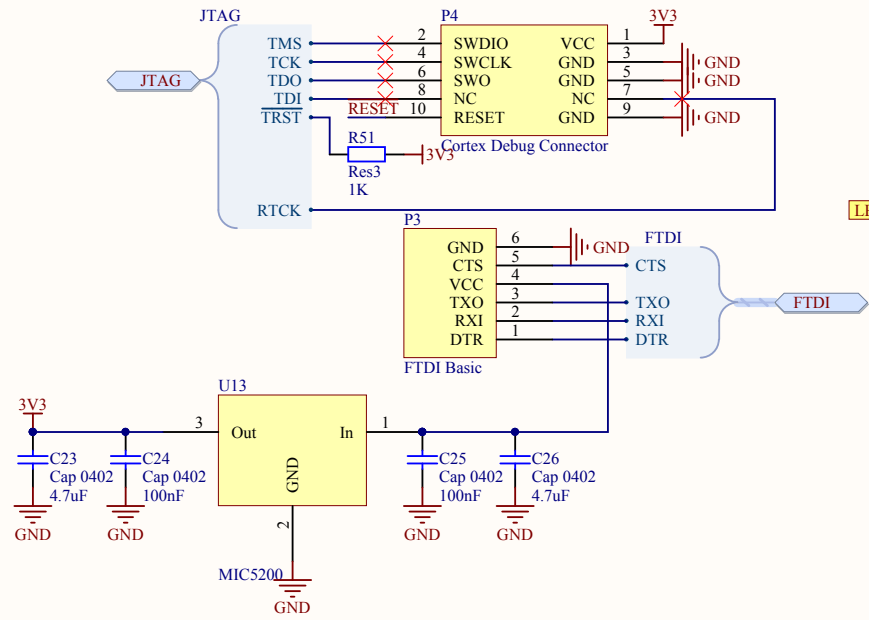 JTAG
P4
3V3
TMS
2
SWDIO
VCC
1
TCK
4
SWCLK
GND
3
GND
JTAG
TDO
6
SWO
GND
5
GND
TDI
8
NC
NC
7
RESET
TRST
10
RESET
GND
9
GND
R51
Cortex Debug Connector
3V3
Res3
1K
RTCK
P3
GND
6
GND
FTDI
CTS
5
CTS
VCC
4
TXO
3
TXO
FTDI
RXI
2
RXI
DTR
1
DTR
FTDI Basic
U13
3V3
3
Out
In
1
C23
Cap 0402
4.7uF
C24
Cap 0402
100nF
GND
C25
Cap 0402
100nF
C26
Cap 0402
4.7uF
GND
GND
2
GND
GND
MIC5200
GND